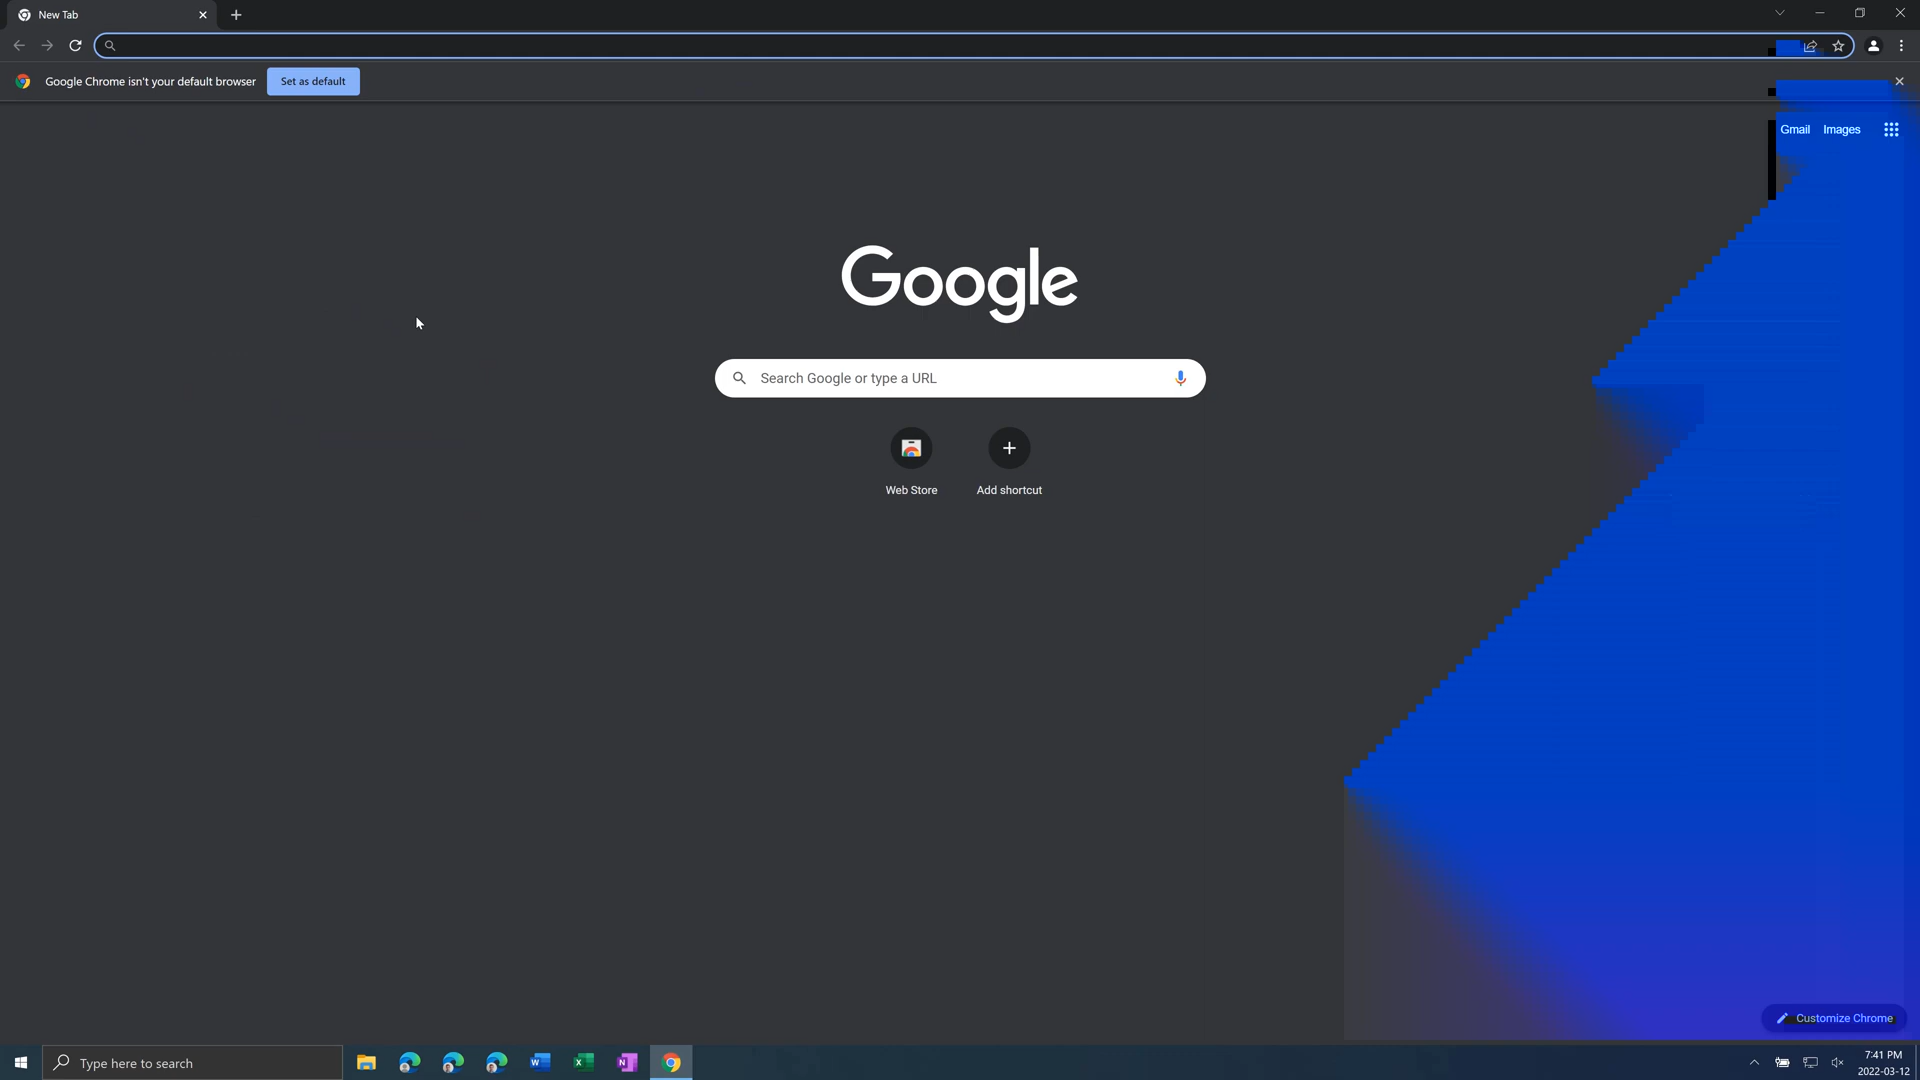 New Tab
Google Chrome isn't your default browser
Set as default
Gmail
Images
Google
Search Google or type a URL
Web Store
Add shortcut
Customize Chrome
Type here to search
7:41 PM
2022-03-12